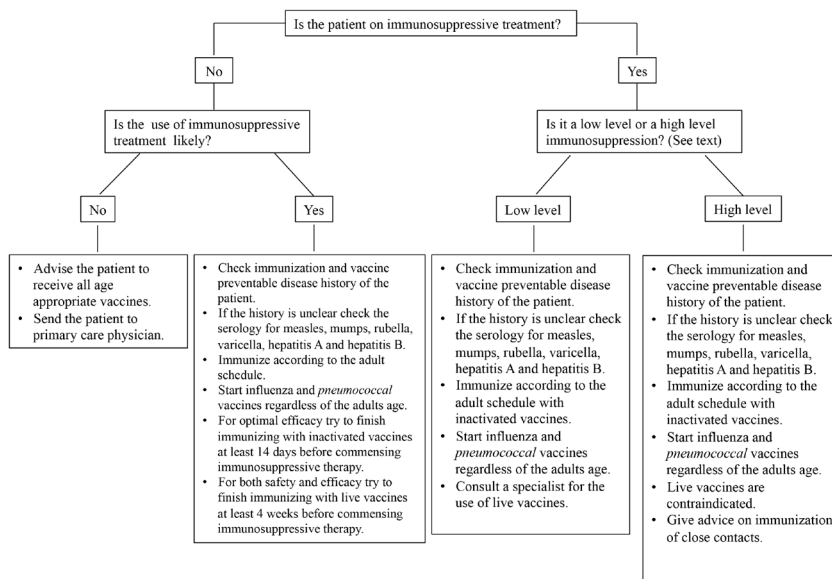 Is the patient on immunosuppressive treatment?
No
Yes
Is the use of immunosuppressive
treatment likely?
Is it a low level or a high level
immunosuppression? (See text)
No
Yes
Low level
High level
• Advise the patient to
receive all age
appropriate vaccines.
• Send the patient to
primary care physician.
• Check immunization and vaccine
preventable disease history of the
patient.
• If the history is unclear check the
serology for measles, mumps, rubella,
varicella, hepatitis A and hepatitis B.
• Immunize according to the adult
schedule.
• Start influenza and pneumococcal
vaccines regardless of the adults age.
• For optimal efficacy try to finish
immunizing with inactivated vaccines
at least 14 days before commensing
immunosuppressive therapy.
• For both safety and efficacy try to
finish immunizing with live vaccines
at least 4 weeks before commensing
immunosuppressive therapy.
• Check immunization and
vaccine preventable disease
history of the patient.
• If the history is unclear check
the serology for measles,
mumps, rubella, varicella,
hepatitis A and hepatitis B.
• Immunize according to the
adult schedule with
inactivated vaccines.
• Start influenza and
pneumococcal vaccines
regardless of the adults age.
• Consult a specialist for the
use of live vaccines.
• Check immunization and
vaccine preventable disease
history of the patient.
• If the history is unclear check
the serology for measles,
mumps, rubella, varicella,
hepatitis A and hepatitis B.
• Immunize according to the
adult schedule with
inactivated vaccines.
• Start influenza and
pneumococcal vaccines
regardless of the adults age.
• Live vaccines are
contraindicated.
• Give advice on immunization
of close contacts.